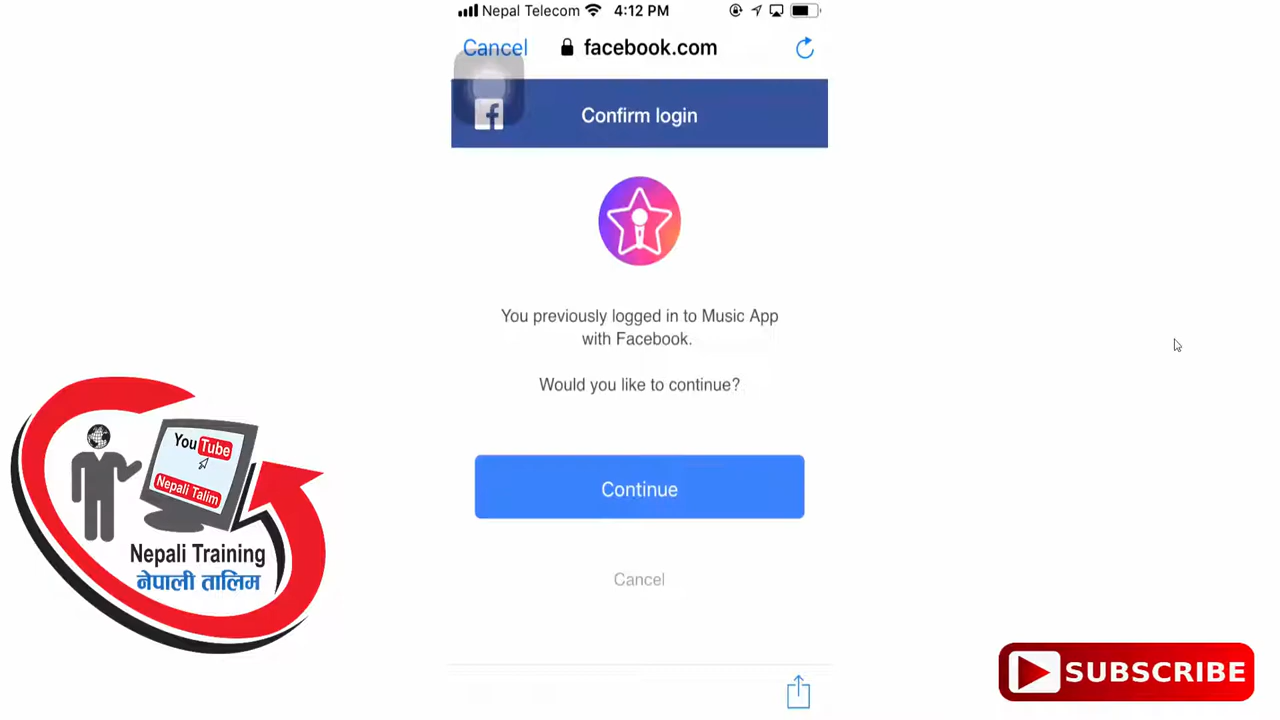 Nepal Telecom 4:12 PM
Cancel facebook.com
f Confirm login
You previously logged in to Music App
with Facebook.
Would you like to continue?
Continue
Cancel
You Tube
Nepali Talim
Nepali Training
नेपाली तालिम
SUBSCRIBE